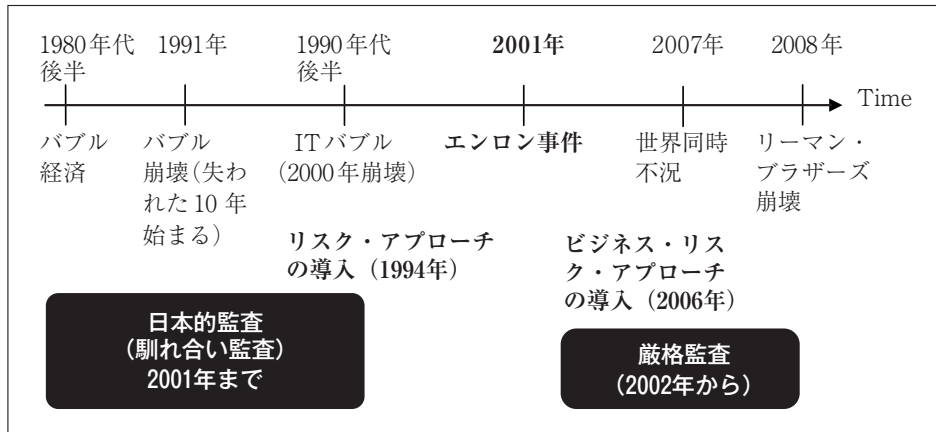 1980年代
後半
1991年
1990年代
後半
2001年
2007年
2008年
Time
バブル
経済
バブル
崩壊(失わ
れた10年
始まる)
ITバブル
(2000年崩壊)
エンロン事件
世界同時
不況
リーマン・
ブラザーズ
崩壊
リスク・アプローチ
の導入(1994年)
ビジネス・リス
ク・アプローチ
の導入(2006年)
日本的監査
(馴れ合い監査)
2001年まで
厳格監査
(2002年から)